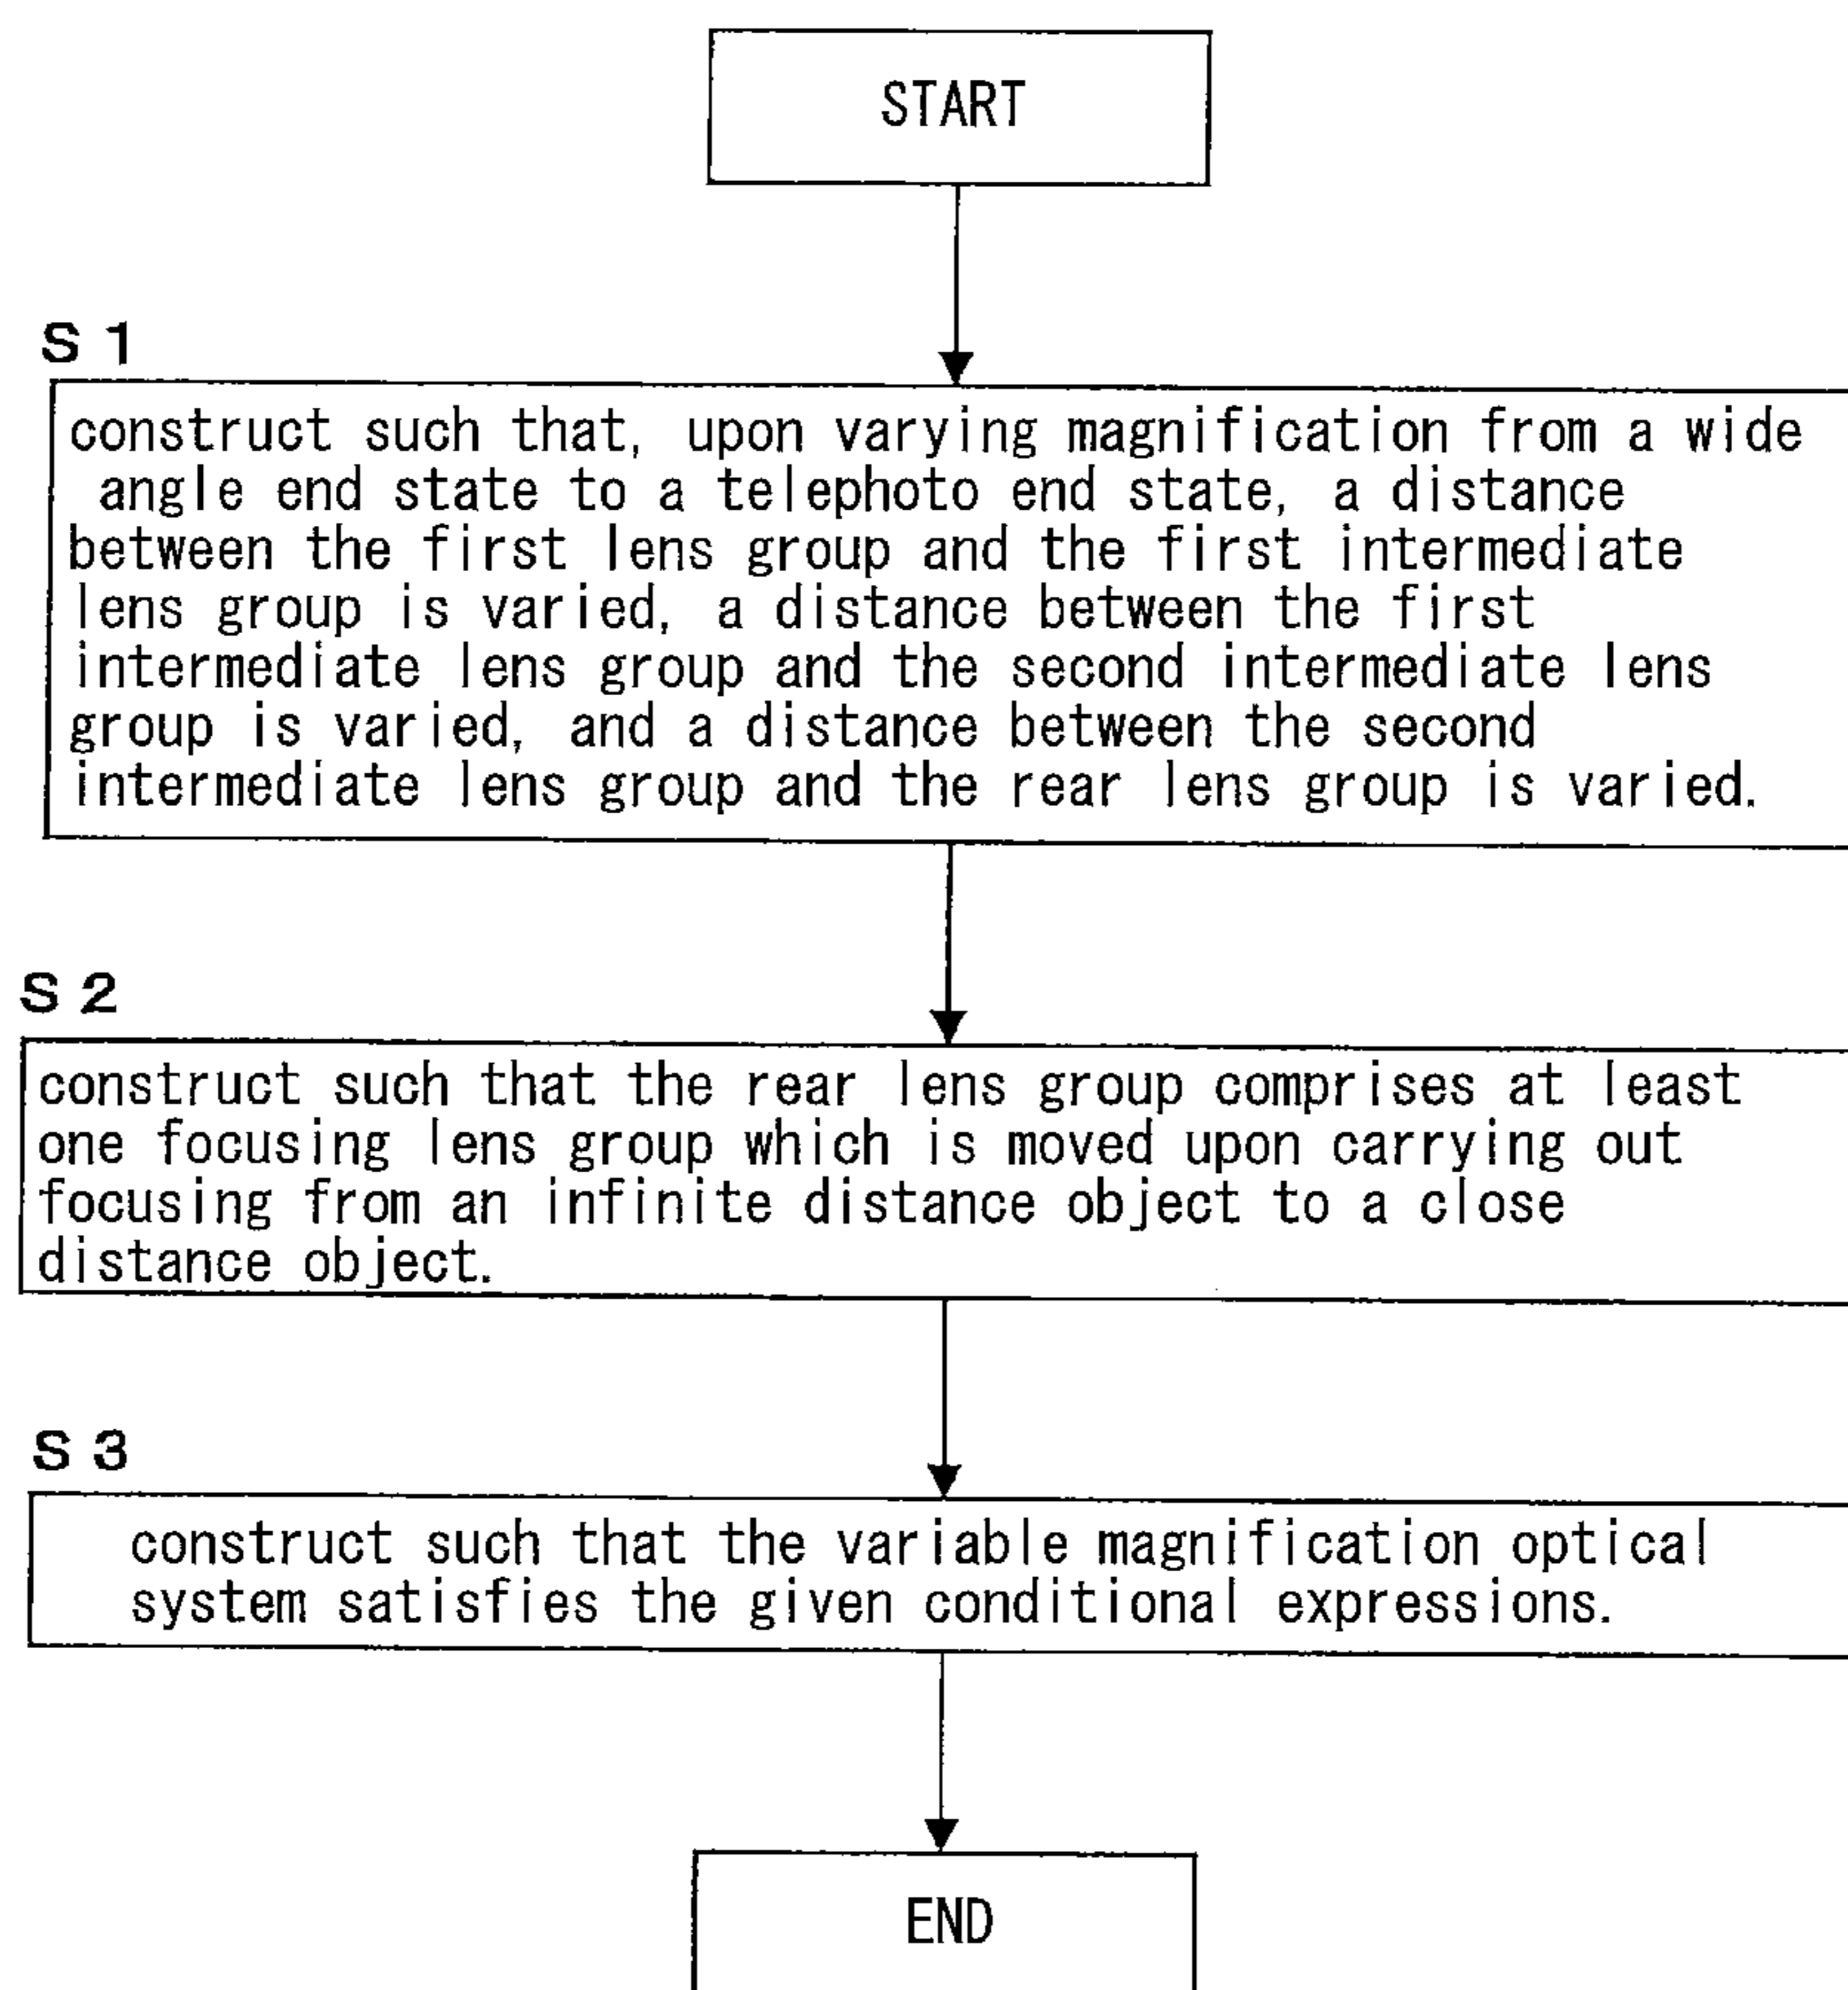 START
S1
construct such that, upon varying magnification from a wide
angle end state to a telephoto end state, a distance
between the first lens group and the first intermediate
lens group is varied, a distance between the first
intermediate lens group and the second intermediate lens
group is varied, and a distance between the second
intermediate lens group and the rear lens group is varied.
S2
construct such that the rear lens group comprises at least
one focusing lens group which is moved upon carrying out
focusing from an infinite distance object to a close
distance object.
S3
construct such that the variable magnification optical
system satisfies the given conditional expressions.
END